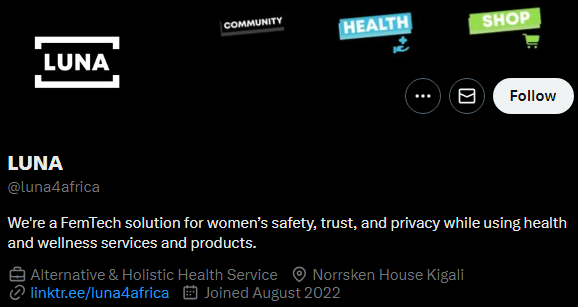 COMMUNITY
HEALTH
SHOP
LUNA
Follow
LUNA
@luna4africa
We're a FemTech solution for women’s safety, trust, and privacy while using health
and wellness services and products.
Alternative & Holistic Health Service Norrsken House Kigali
linktr.ee/luna4africa Joined August 2022